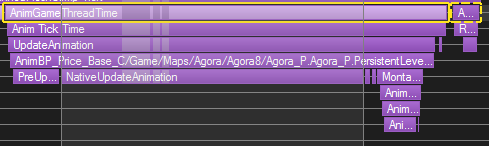 AnimGameThreadTime A...
Anim Tick Time R...
UpdateAnimation
AnimBP_Price_Base_C/Game/Maps/Agora/Agora8/Agora_P.Agora_P.PersistentLeve...
PreUp... NativeUpdateAnimation Monta...
Anim...
Anim...
Ani...